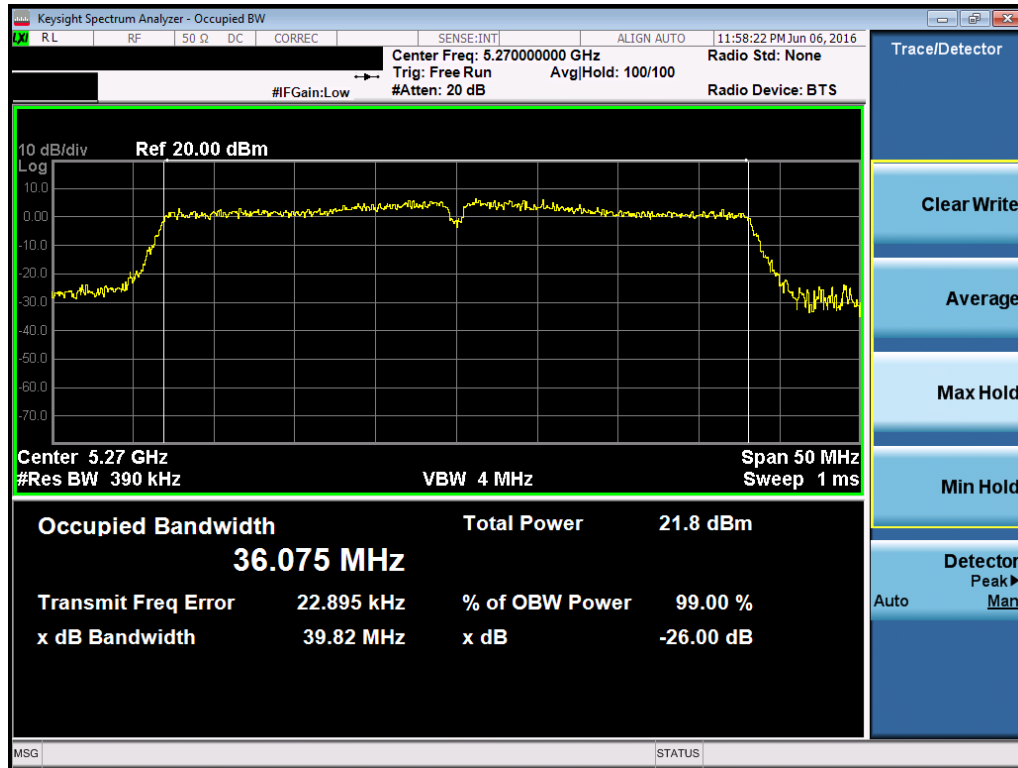 Keysight Spectrum Analyzer - Occupied BW
LXI RL RF 50 Ω DC CORREC SENSE:INT ALIGN AUTO 11:58:22 PM Jun 06, 2016
Center Freq: 5.270000000 GHz Radio Std: None
Trig: Free Run Avg|Hold: 100/100
#IFGain:Low #Atten: 20 dB Radio Device: BTS
10 dB/div Ref 20.00 dBm
Log
10.0
0.00
-10.0
-20.0
-30.0
-40.0
-50.0
-60.0
-70.0
Center 5.27 GHz Span 50 MHz
#Res BW 390 kHz VBW 4 MHz Sweep 1 ms
Occupied Bandwidth Total Power 21.8 dBm
36.075 MHz
Transmit Freq Error 22.895 kHz % of OBW Power 99.00 %
x dB Bandwidth 39.82 MHz x dB -26.00 dB
MSG STATUS
Trace/Detector
Clear Write
Average
Max Hold
Min Hold
Detector
Peak▶
Auto Man